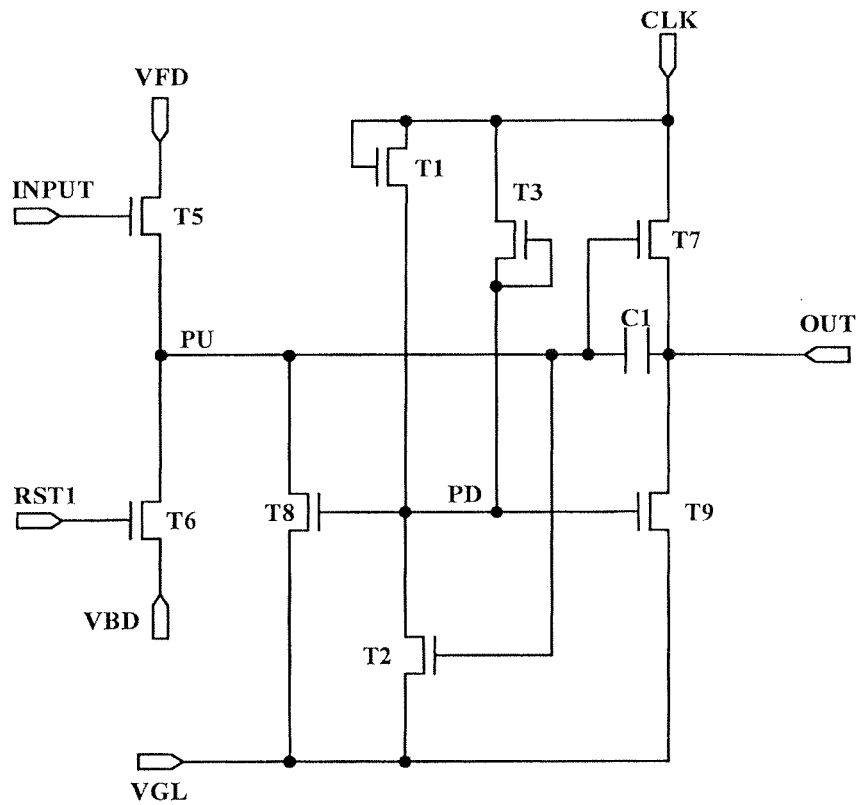 CLK
VFD
INPUT
T5
T1
T3
T7
C1
OUT
PU
RST1
T6
T8
PD
T9
VBD
T2
VGL